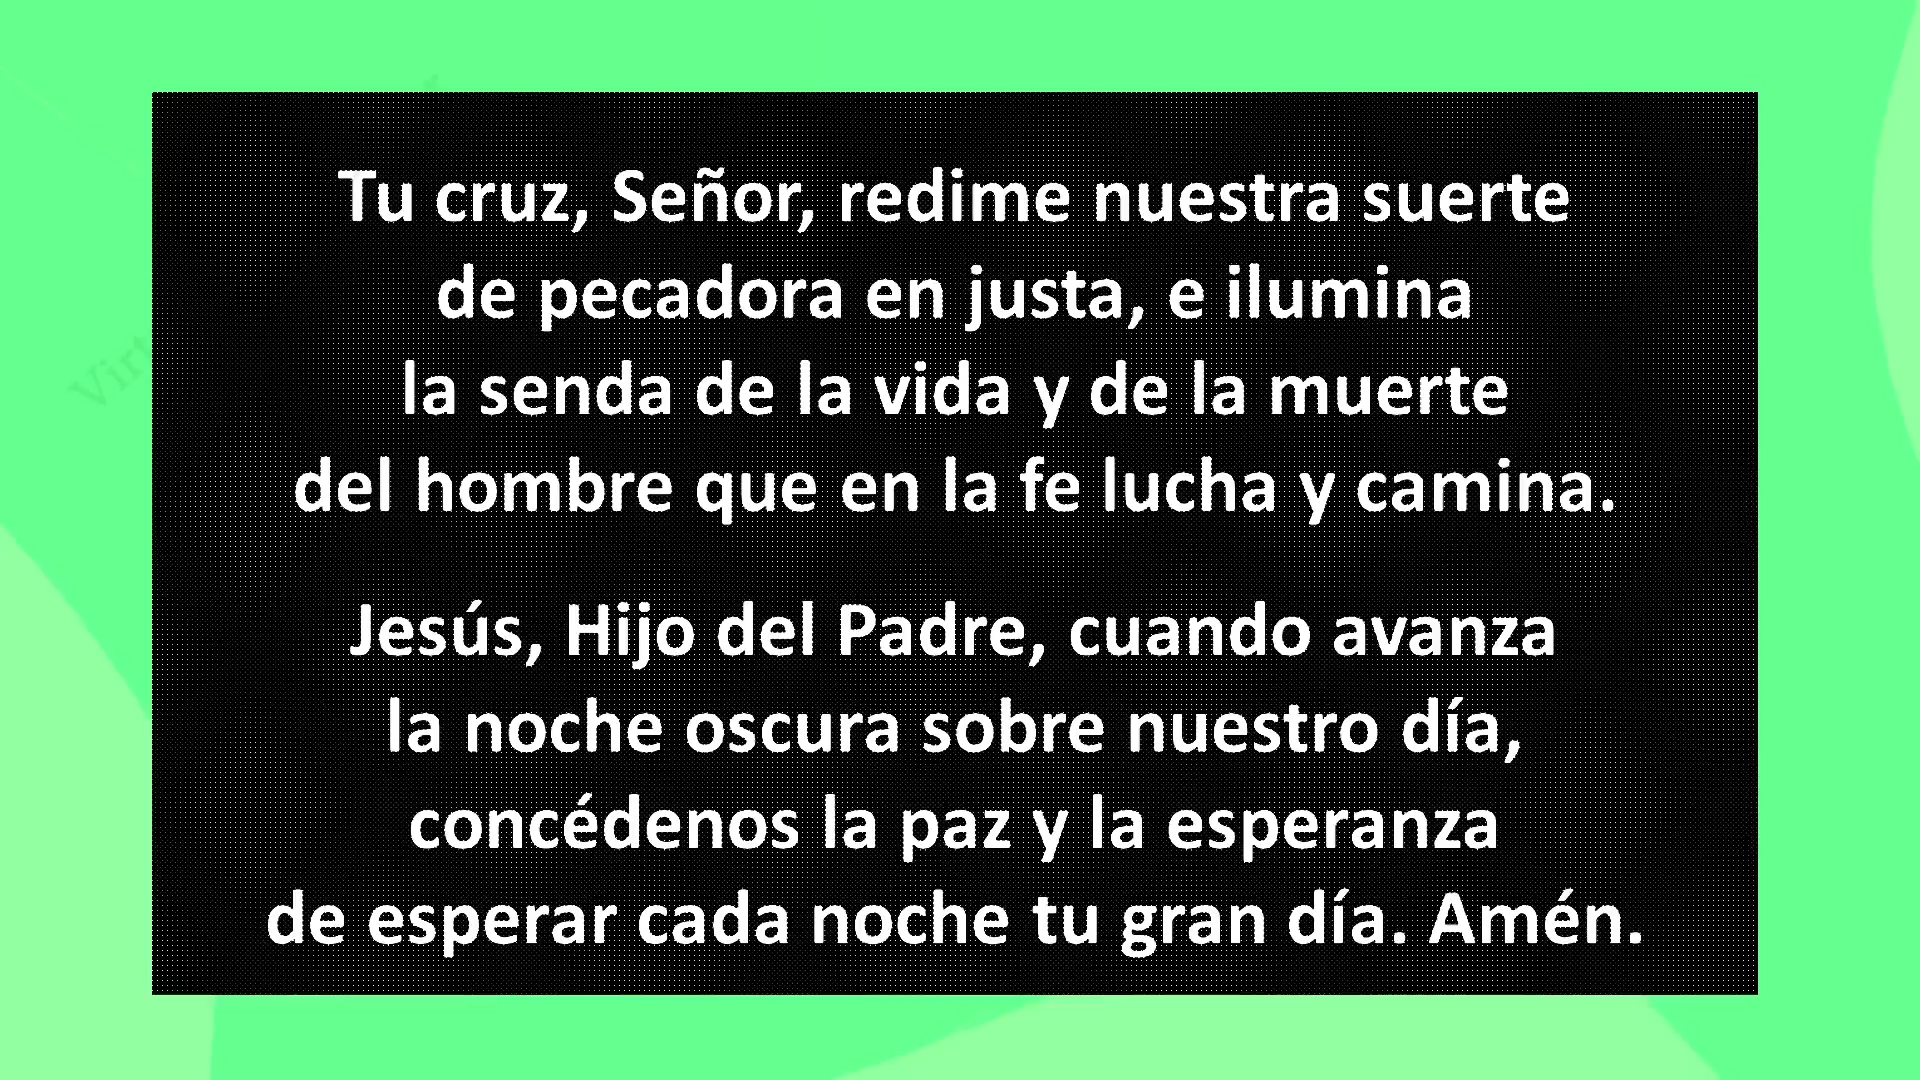 Tu cruz, Señor, redime nuestra suerte
de pecadora en justa, e ilumina
la senda de la vida y de la muerte
del hombre que en la fe lucha y camina.
Jesús, Hijo del Padre, cuando avanza
la noche oscura sobre nuestro día,
concédenos la paz y la esperanza
de esperar cada noche tu gran día. Amén.